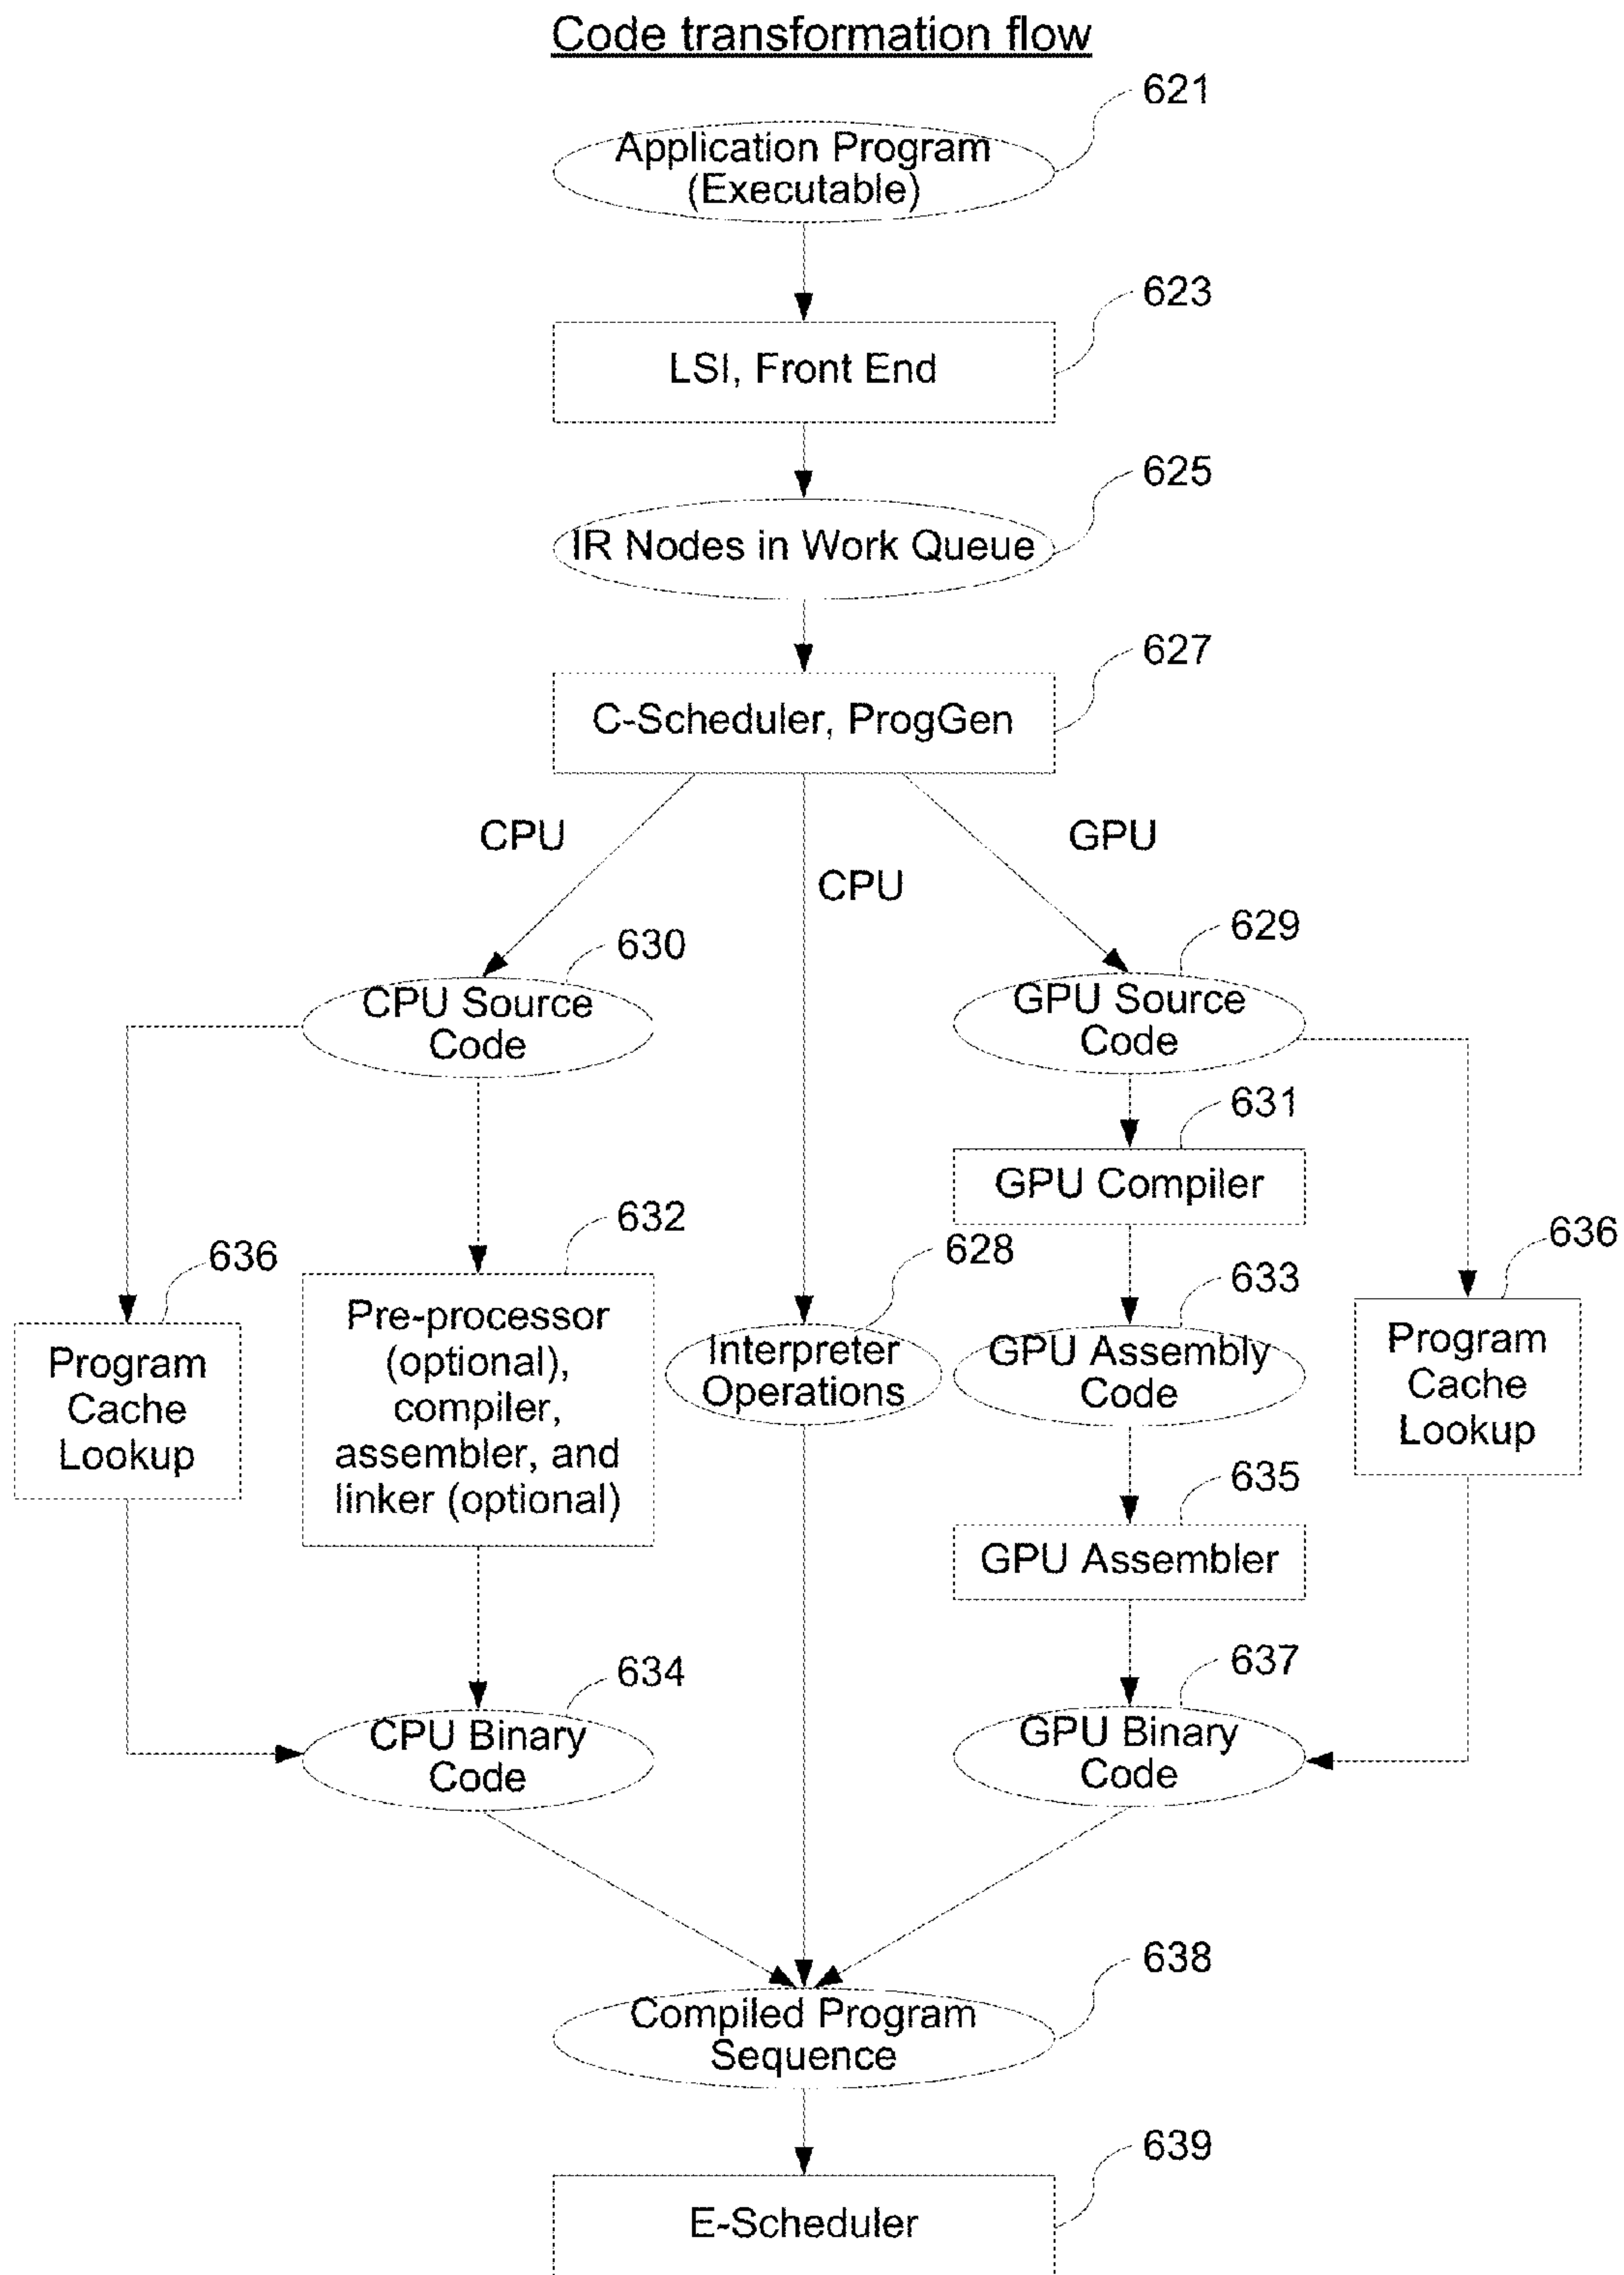 Code transformation flow
621
Application Program
(Executable)
623
LSI, Front End
625
IR Nodes in Work Queue
627
C-Scheduler, ProgGen
CPU
CPU
GPU
630
CPU Source
Code
629
GPU Source
Code
631
GPU Compiler
636
Program
Cache
Lookup
632
Pre-processor
(optional),
compiler,
assembler, and
linker (optional)
628
Interpreter
Operations
633
GPU Assembly
Code
636
Program
Cache
Lookup
635
GPU Assembler
634
CPU Binary
Code
637
GPU Binary
Code
638
Compiled Program
Sequence
639
E-Scheduler